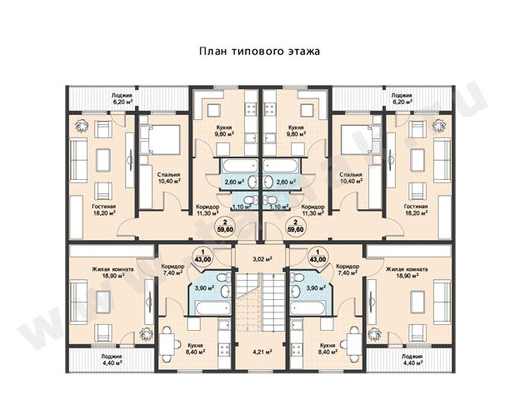 План типового этажа
Лоджия
6,20 м²
Лоджия
6,20 м²
Кухня
9,80 м²
Кухня
9,80 м²
Спальня
10,40 м²
Спальня
10,40 м²
2,60 м²
2,60 м²
Гостиная
18,20 м²
Коридор
11,30 м²
1,10 м²
1,10 м²
Коридор
11,30 м²
Гостиная
18,20 м²
2
59,60
2
59,60
1
43,00
3,02 м²
1
43,00
Жилая комната
18,90 м²
Коридор
7,40 м²
3,90 м²
Коридор
7,40 м²
3,90 м²
Жилая комната
18,90 м²
Кухня
8,40 м²
4,21 м²
Кухня
8,40 м²
Лоджия
4,40 м²
Лоджия
4,40 м²